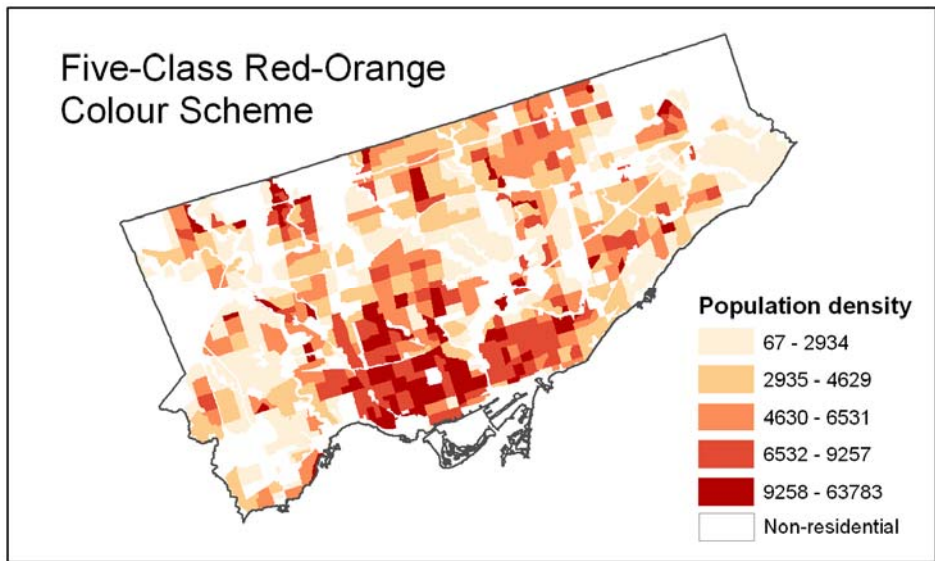 Five-Class Red-Orange
Colour Scheme
Population density
67 - 2934
2935 - 4629
4630 - 6531
6532 - 9257
9258 - 63783
Non-residential